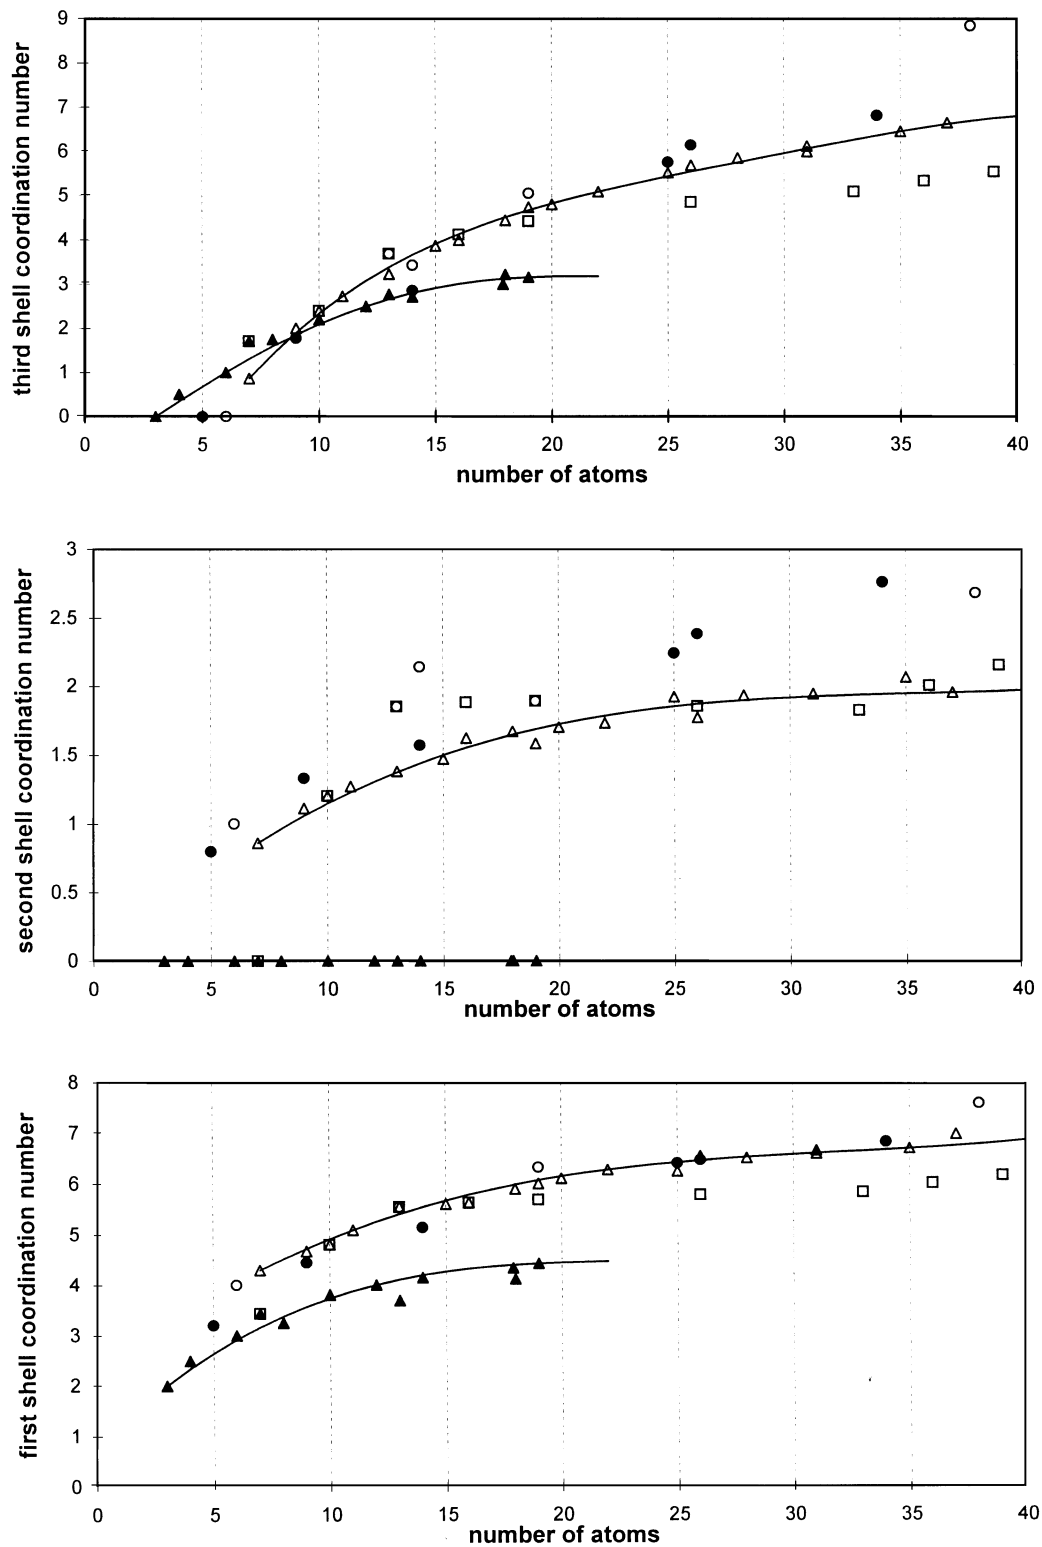 third shell coordination number
9
8
7
6
5
4
3
2
1
0
0 5 10 15 20 25 30 35 40
number of atoms
second shell coordination number
3
2.5
2
1.5
1
0.5
0
0 5 10 15 20 25 30 35 40
number of atoms
first shell coordination number
8
7
6
5
4
3
2
1
0
0 5 10 15 20 25 30 35 40
number of atoms